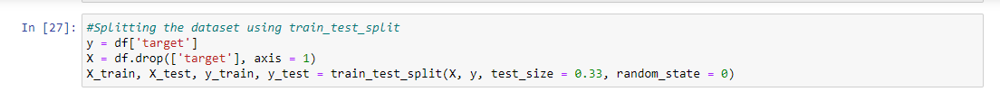 In [27]: #Splitting the dataset using train_test_split
y = df['target']
X = df.drop(['target'], axis = 1)
X_train, X_test, y_train, y_test = train_test_split(X, y, test_size = 0.33, random_state = 0)